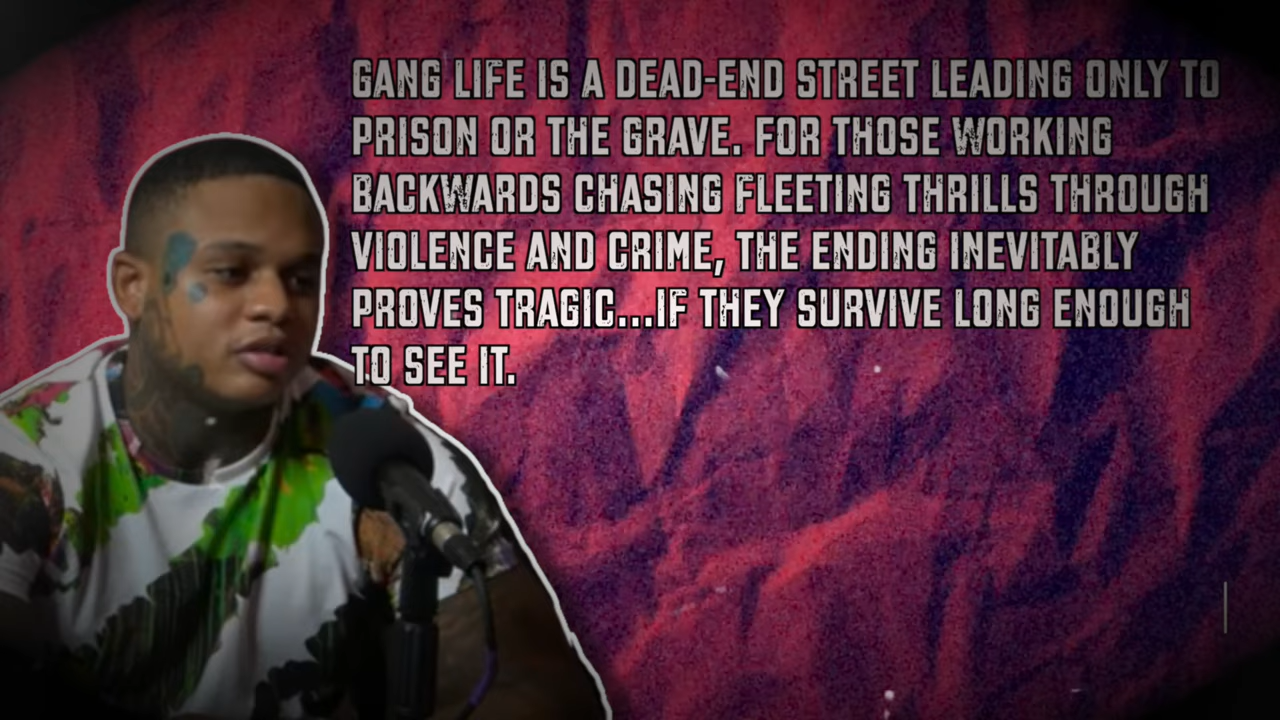 GANG LIFE IS A DEAD-END STREET LEADING ONLY TO
PRISON OR THE GRAVE. FOR THOSE WORKING
BACKWARDS CHASING FLEETING THRILLS THROUGH
VIOLENCE AND CRIME, THE ENDING INEVITABLY
PROVES TRAGIC...IF THEY SURVIVE LONG ENOUGH
TO SEE IT.